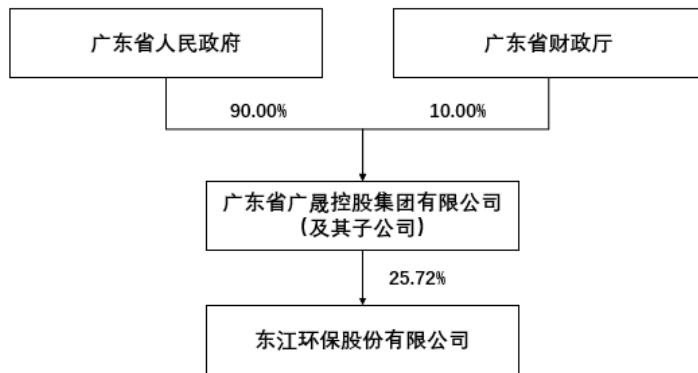 广东省人民政府
广东省财政厅
90.00%
10.00%
广东省广晟控股集团有限公司
(及其子公司)
25.72%
东江环保股份有限公司